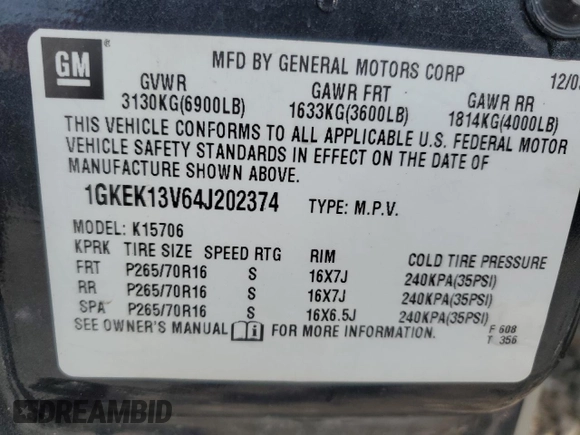 GM
MFD BY GENERAL MOTORS CORP 12/03
GVWR GAWR FRT GAWR RR
3130KG(6900LB) 1633KG(3600LB) 1814KG(4000LB)
THIS VEHICLE CONFORMS TO ALL APPLICABLE U.S. FEDERAL MOTOR
VEHICLE SAFETY STANDARDS IN EFFECT ON THE DATE OF
MANUFACTURE SHOWN ABOVE.
1GKEK13V64J202374 TYPE: M.P.V.
MODEL: K15706
KPRK TIRE SIZE SPEED RTG RIM COLD TIRE PRESSURE
FRT P265/70R16 S 16X7J 240KPA(35PSI)
RR P265/70R16 S 16X7J 240KPA(35PSI)
SPA P265/70R16 S 16X6.5J 240KPA(35PSI)
SEE OWNER'S MANUAL FOR MORE INFORMATION. F 608
T 356
DREAMBID